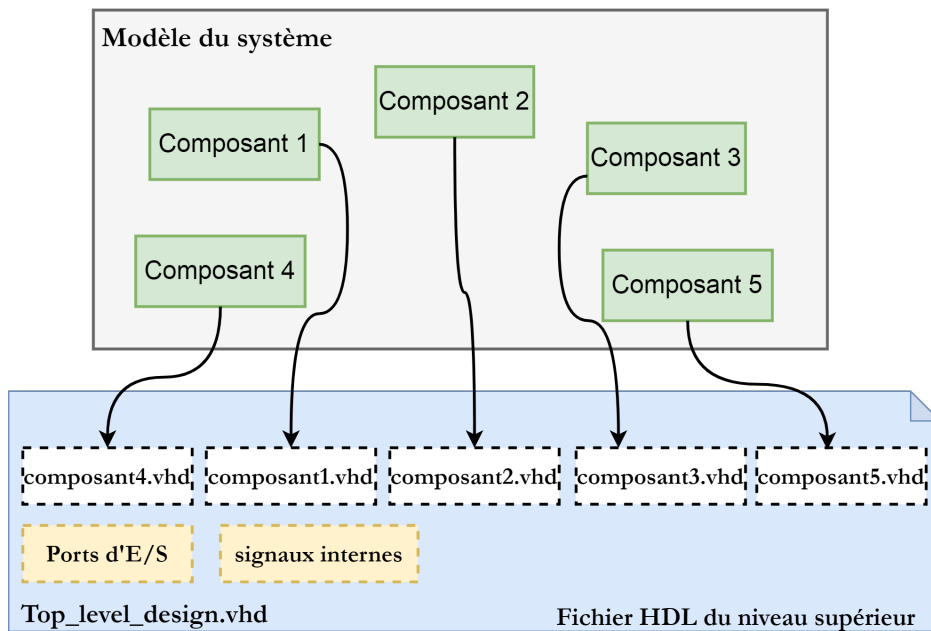 Modèle du système
Composant 1
Composant 2
Composant 3
Composant 4
Composant 5
composant4.vhd
composant1.vhd
composant2.vhd
composant3.vhd
composant5.vhd
Ports d'E/S
signaux internes
Top_level_design.vhd
Fichier HDL du niveau supérieur